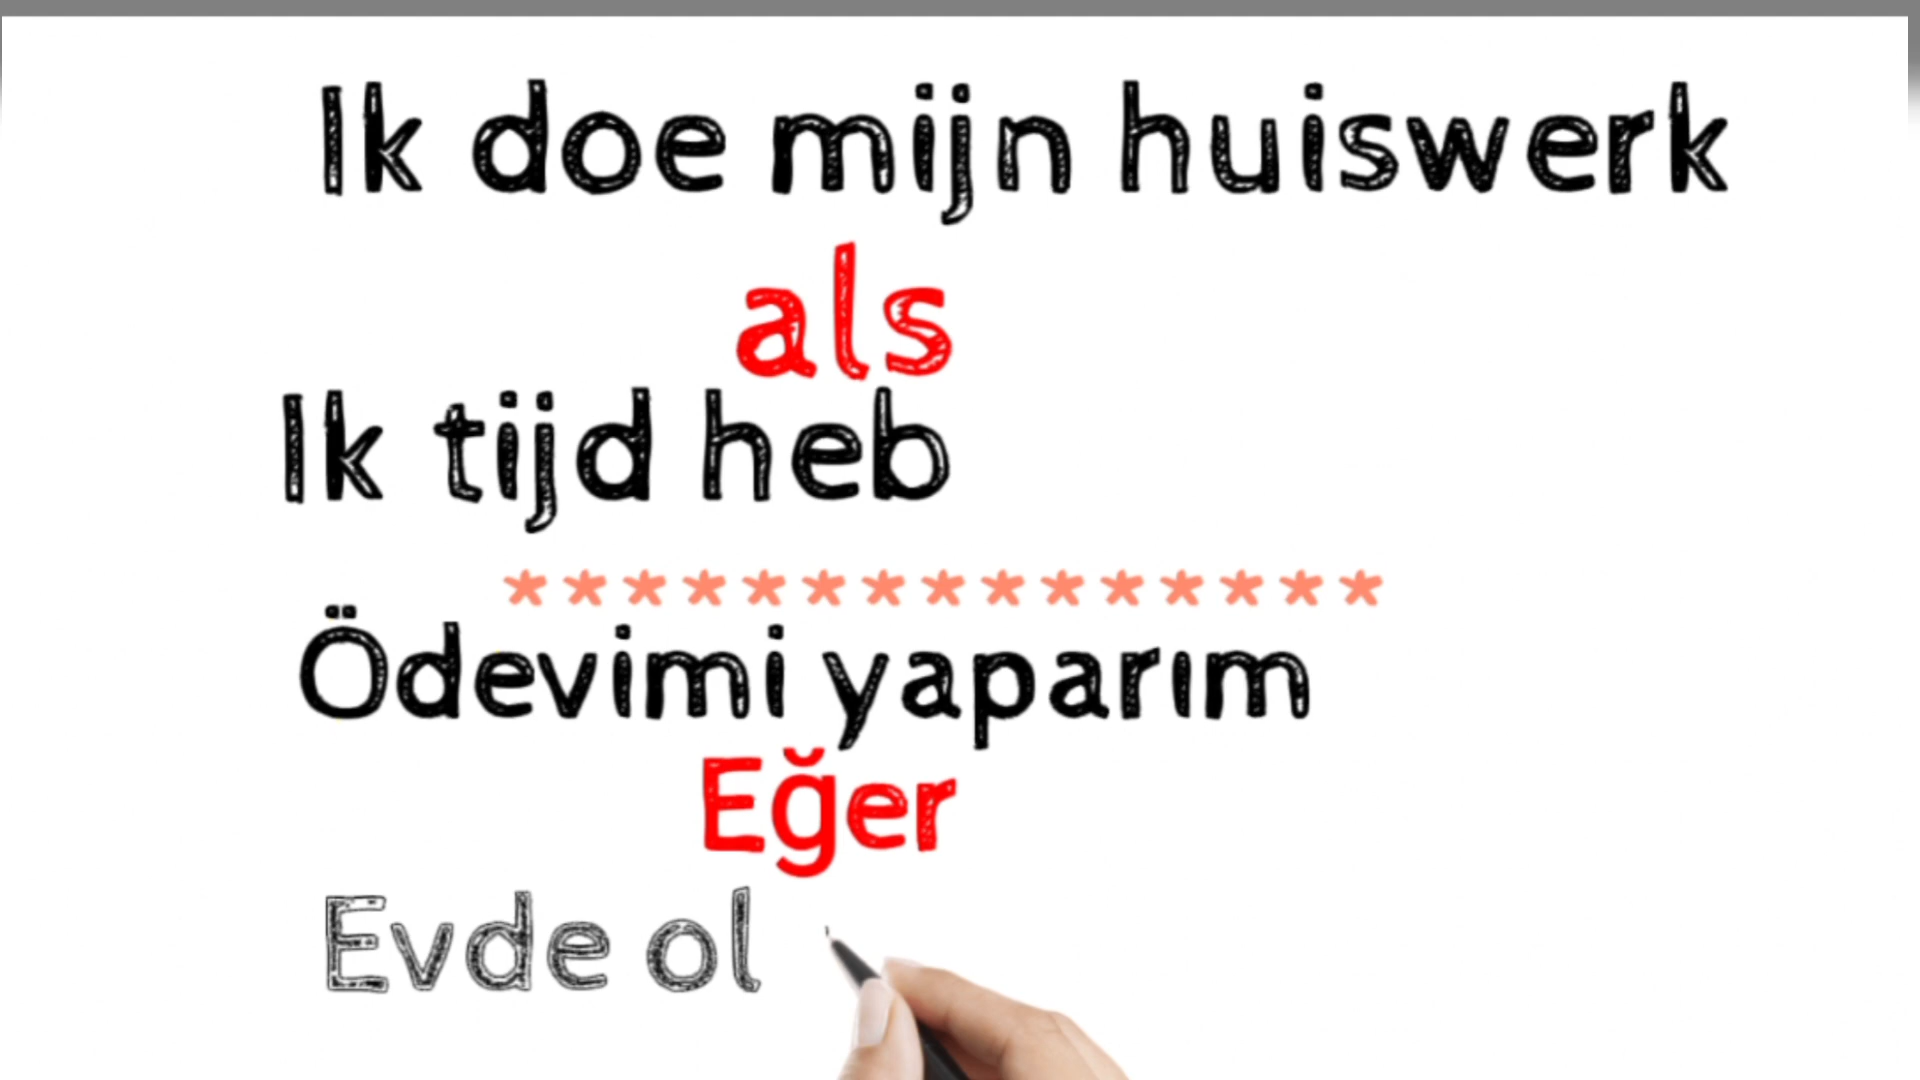 Ik doe mijn huiswerk
als
Ik tijd heb
***************
Ödevimi yaparım
Eğer
Evde ol